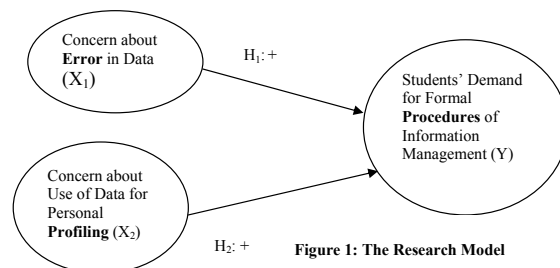 Concern about
Error in Data
(X₁)
H₁: +
Students’ Demand
for Formal
Procedures of
Information
Management (Y)
Concern about
Use of Data for
Personal
Profiling (X₂)
H₂: +
Figure 1: The Research Model